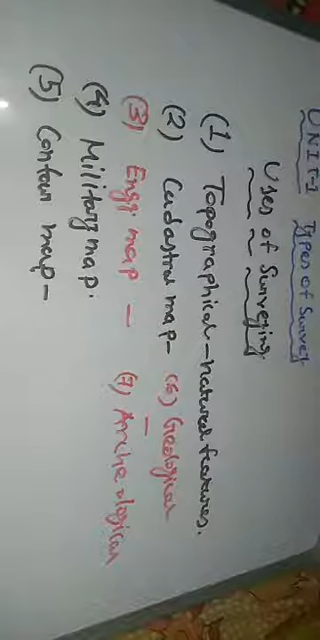 UNIT-1 Types of Survey
Uses of Surveying
(1) Topographical - natural features.
(2) Cadastral map - (6) Geological
(3) Engg. map - (7) Archeological
(4) Military map.
(5) Contour map -